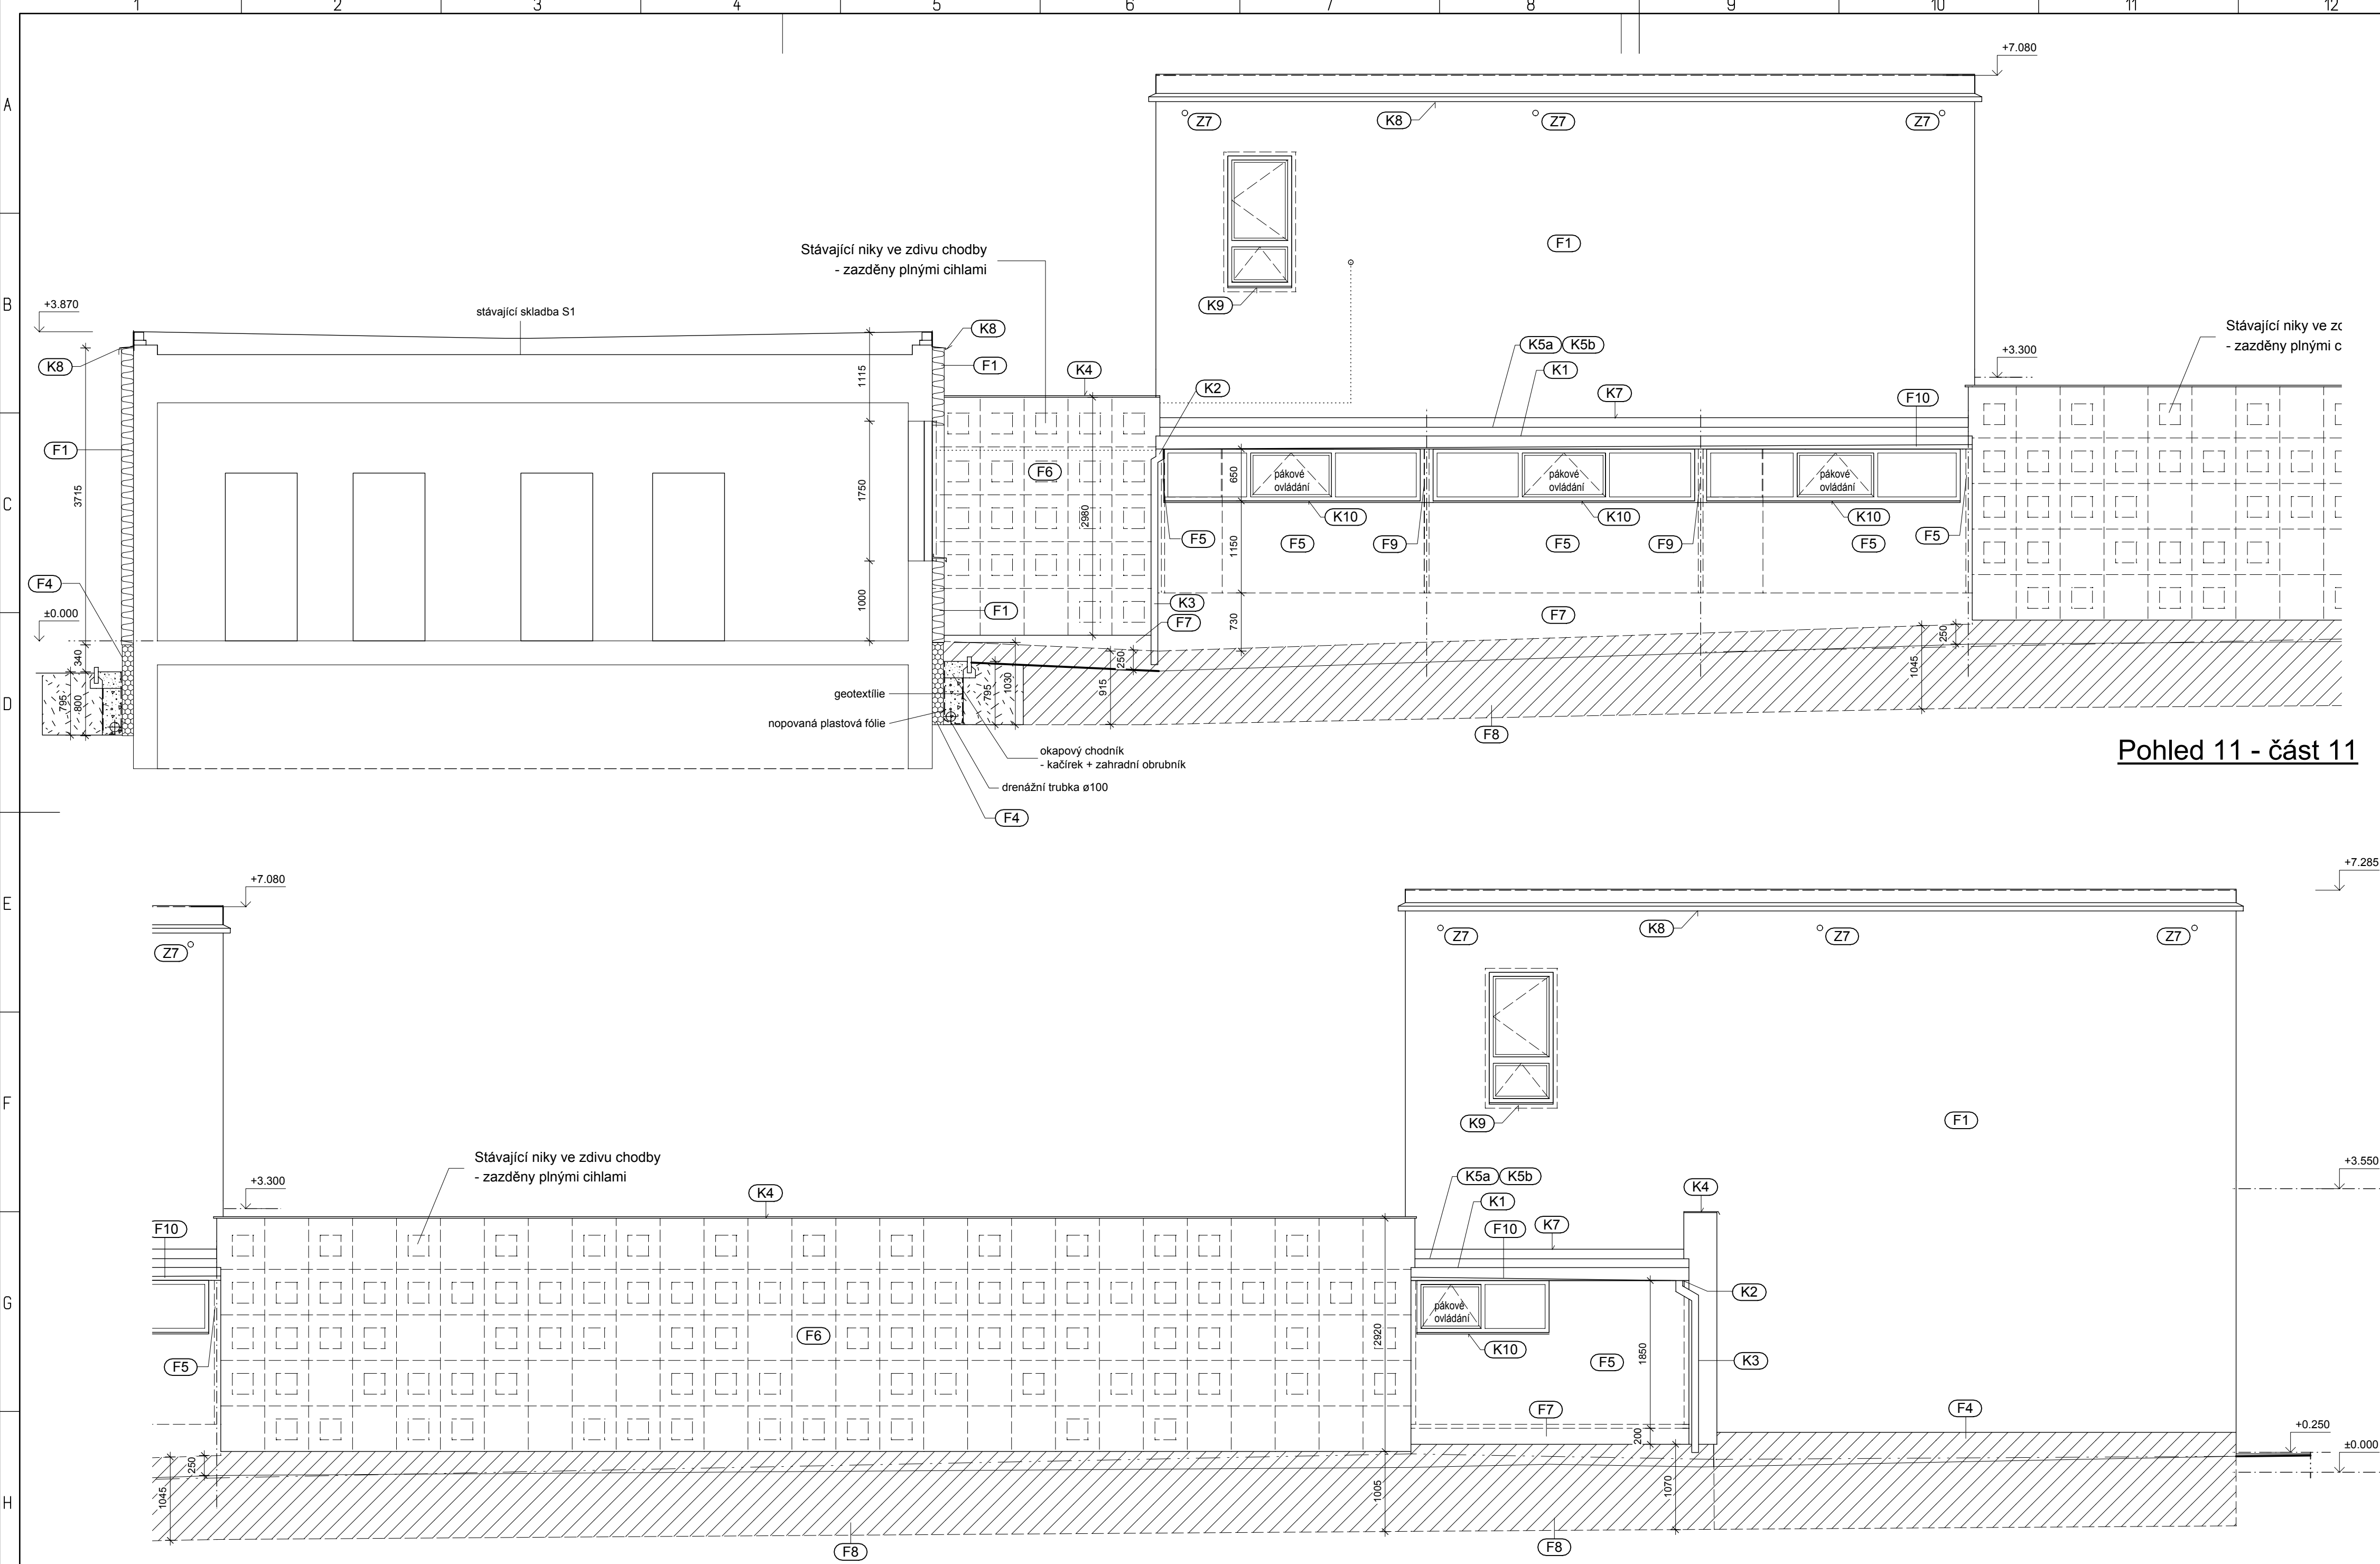 1 2 3 4 5 6 7 8 9 10 11 12
A
B
C
D
E
F
G
H
+7.080
Z7
K8
Z7
Z7
F1
K9
Stávající niky ve zdivu chodby
- zazděny plnými cihlami
+3.870
stávající skladba S1
K8
K8
F1
K4
K2
K5a K5b
K1
K7
+3.300
F10
Stávající niky ve
- zazděny plnými
F1
3715
1115
1750
1000
F6
2980
650
1150
730
pákové
ovládání
pákové
ovládání
pákové
ovládání
K10
K10
K10
F5
F5
F9
F5
F9
F5
F5
F4
±0.000
F1
K3
F7
F7
340
795
800
795
1030
915
250
1045
250
geotextílie
nopovaná plastová fólie
okapový chodník
- kačírek + zahradní obrubník
drenážní trubka ø100
F4
F8
Pohled 11 - část 11
+7.080
+7.285
Z7
Z7
K8
Z7
Z7
K9
F1
Stávající niky ve zdivu chodby
- zazděny plnými cihlami
+3.300
K4
K5a K5b
K1
F10
K7
K4
+3.550
F10
K2
pákové
ovládání
K10
F6
2920
F5
F5
1850
K3
F7
200
F4
+0.250
±0.000
250
1045
1005
1070
F8
F8